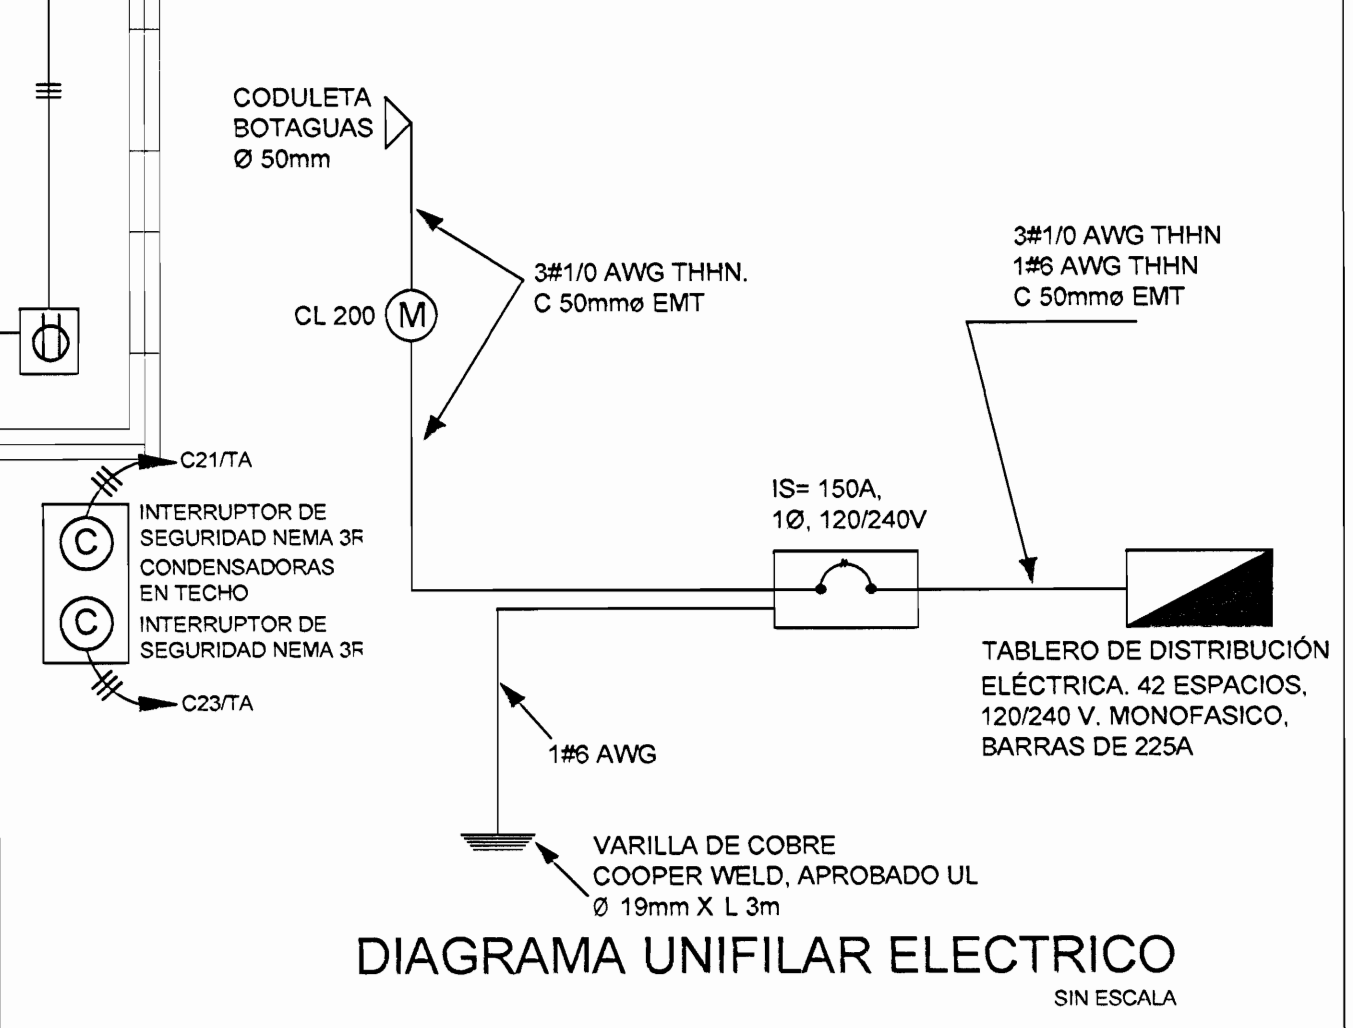 CODULETA
BOTAGUAS
Ø 50mm
3#1/0 AWG THHN.
C 50mmø EMT
CL 200
M
3#1/0 AWG THHN
1#6 AWG THHN
C 50mmø EMT
IS= 150A,
1Ø, 120/240V
C21/TA
INTERRUPTOR DE
SEGURIDAD NEMA 3R
C
CONDENSADORAS
EN TECHO
C
INTERRUPTOR DE
SEGURIDAD NEMA 3R
C23/TA
TABLERO DE DISTRIBUCIÓN
ELÉCTRICA. 42 ESPACIOS,
120/240 V. MONOFASICO,
BARRAS DE 225A
1#6 AWG
VARILLA DE COBRE
COOPER WELD, APROBADO UL
Ø 19mm X L 3m
DIAGRAMA UNIFILAR ELECTRICO
SIN ESCALA